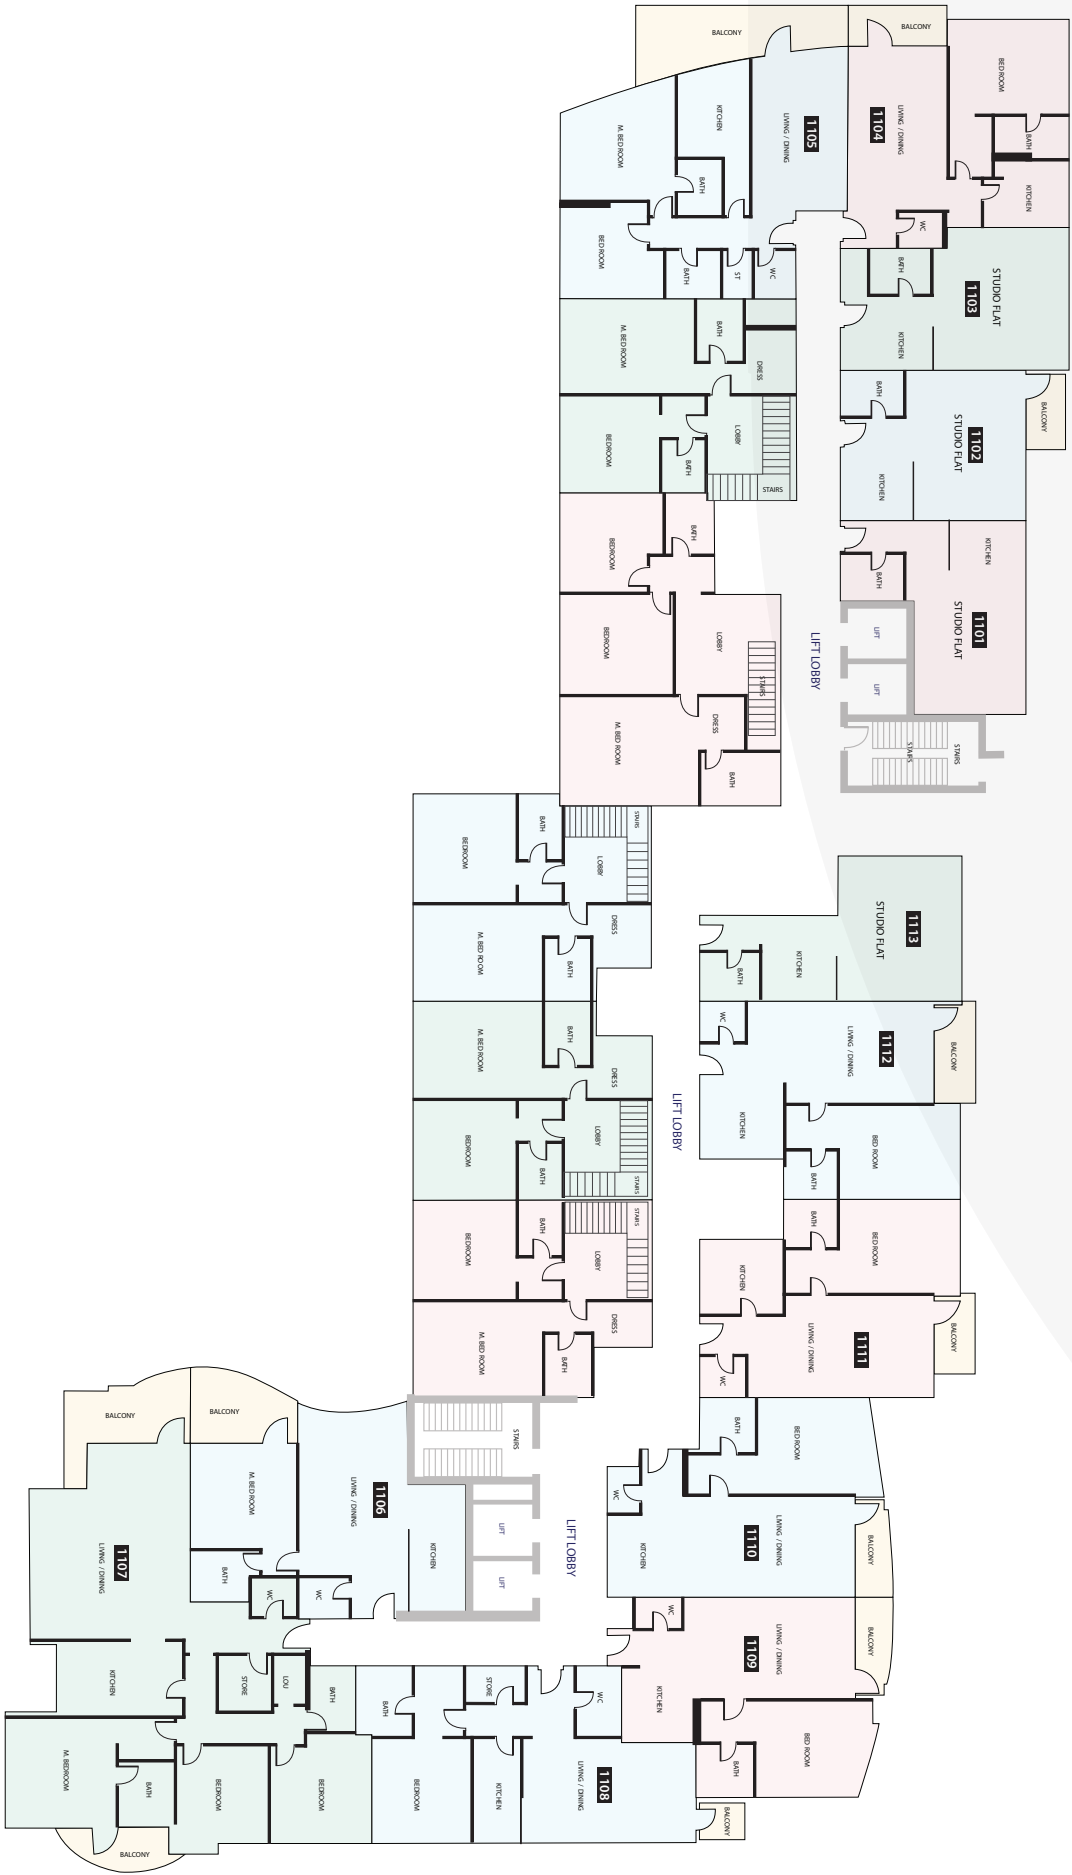 BALCONY
BALCONY
BED ROOM
KITCHEN
LIVING / DINING
1105
1104
LIVING / DINING
M. BED ROOM
BATH
BATH
KITCHEN
WC
BEDROOM
BATH
ST
WC
BATH
STUDIO FLAT
1103
KITCHEN
M. BED ROOM
BATH
DRESS
BATH
STUDIO FLAT
1102
BALCONY
KITCHEN
BEDROOM
LOBBY
BATH
STAIRS
BEDROOM
BATH
KITCHEN
BATH
STUDIO FLAT
1101
BEDROOM
LOBBY
STAIRS
LIFT LOBBY
LIFT
LIFT
M. BED ROOM
DRESS
BATH
STAIRS
STAIRS
BEDROOM
BATH
STAIRS
LOBBY
M. BED ROOM
DRESS
BATH
STUDIO FLAT
1113
KITCHEN
BATH
M. BED ROOM
BATH
DRESS
WC
LIVING / DINING
1112
BALCONY
LIFT LOBBY
KITCHEN
BED ROOM
BATH
BEDROOM
LOBBY
BATH
STAIRS
BEDROOM
BATH
STAIRS
LOBBY
BATH
BED ROOM
KITCHEN
M. BED ROOM
BATH
DRESS
LIVING / DINING
1111
BALCONY
WC
BALCONY
BALCONY
STAIRS
BATH
BED ROOM
M. BED ROOM
LIVING / DINING
1106
KITCHEN
LIFT
LIFT
LIFT LOBBY
WC
KITCHEN
1110
LIVING / DINING
BALCONY
LIVING / DINING
1107
BATH
WC
WC
WC
1109
LIVING / DINING
BALCONY
KITCHEN
STORE
LOU
BATH
BATH
STORE
WC
KITCHEN
BED ROOM
BATH
M. BEDROOM
BATH
BEDROOM
BEDROOM
BEDROOM
KITCHEN
LIVING / DINING
1108
BALCONY
BALCONY